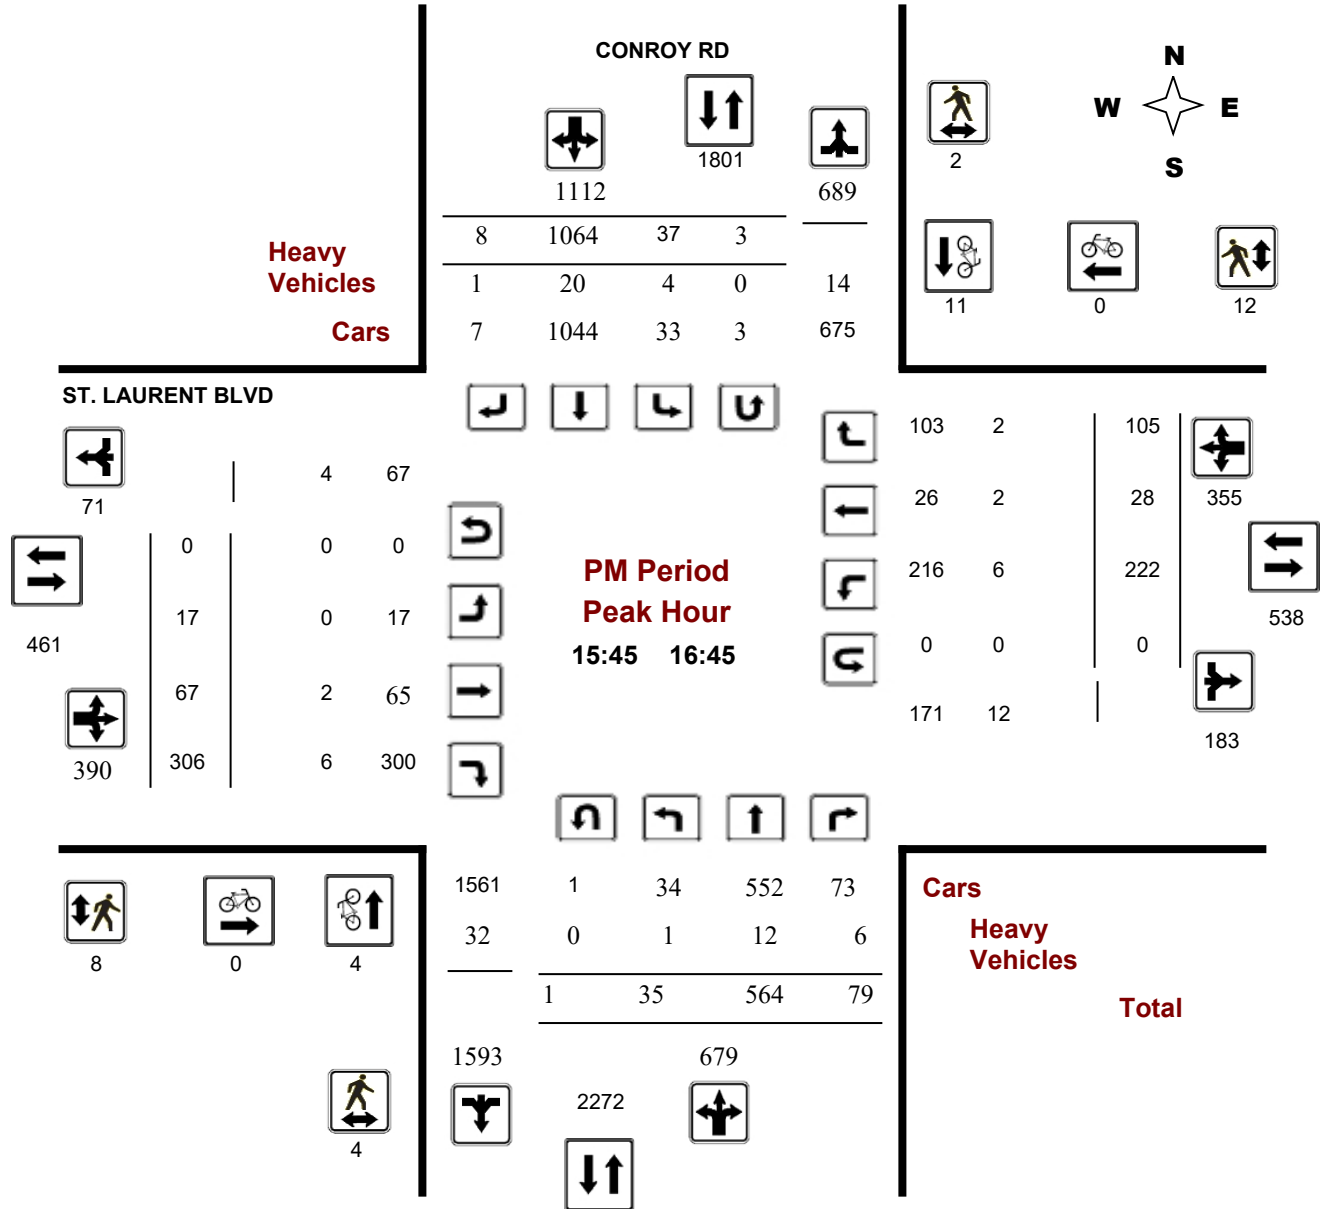 CONROY RD
N
W E
S
1801
2
1112 689
8 1064 37 3
Heavy
Vehicles
1 20 4 0 14
11 0 12
Cars
7 1044 33 3 675
ST. LAURENT BLVD
103 2 105
4 67
71
26 2 28 355
0 0 0
PM Period
216 6 222
Peak Hour
17 0 17
538
461
15:45 16:45
0 0 0
67 2 65
171 12
183
306 6 300
390
1561 1 34 552 73
Cars
32 0 1 12 6
Heavy
Vehicles
8 0 4
1 35 564 79
Total
1593 679
2272
4